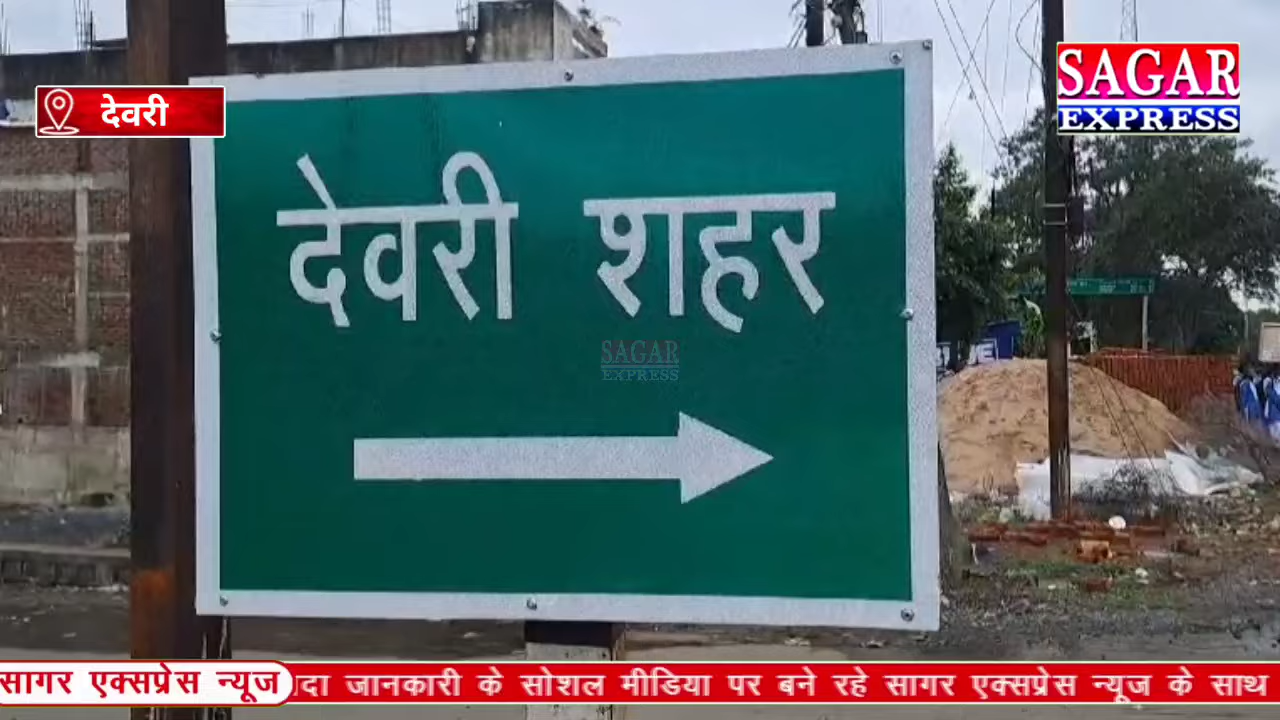 देवरी
SAGAR
EXPRESS
देवरी शहर
SAGAR
EXPRESS
सागर एक्सप्रेस न्यूज
जानकारी के सोशल मीडिया पर बने रहे सागर एक्सप्रेस न्यूज के साथ